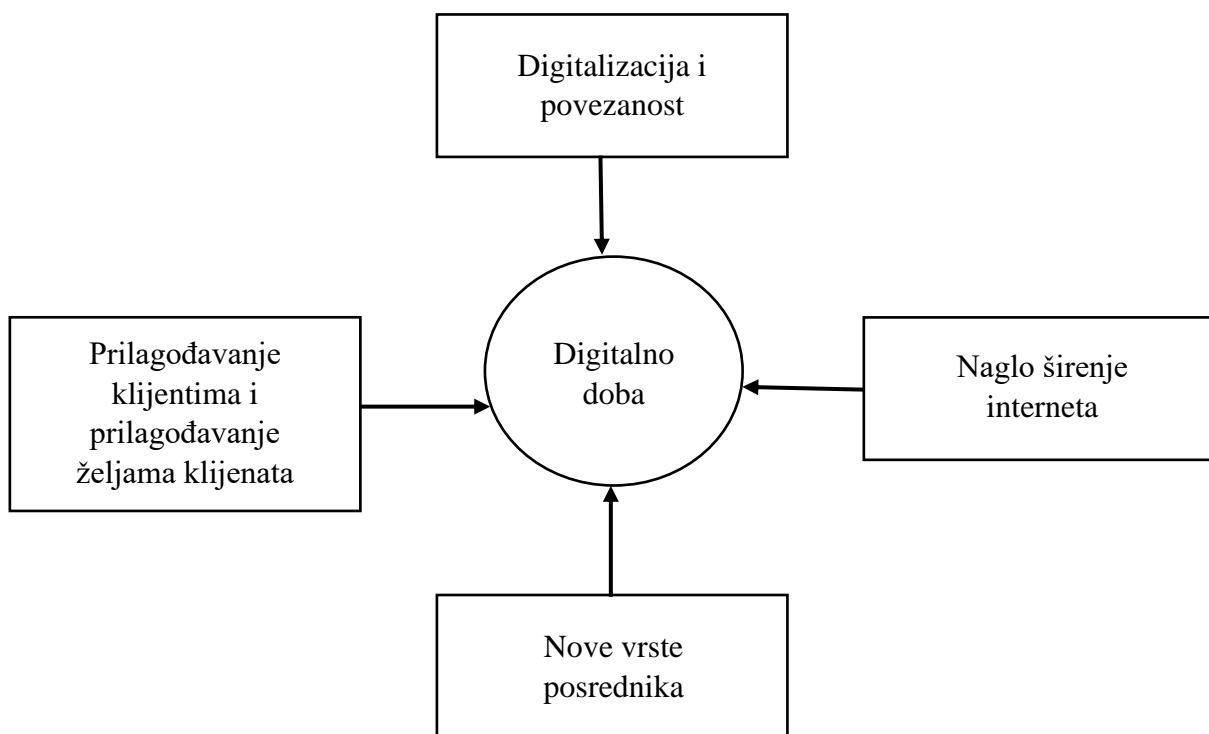 Digitalizacija i
povezanost
Prilagođavanje
klijentima i
prilagođavanje
željama klijenata
Digitalno
doba
Naglo širenje
interneta
Nove vrste
posrednika